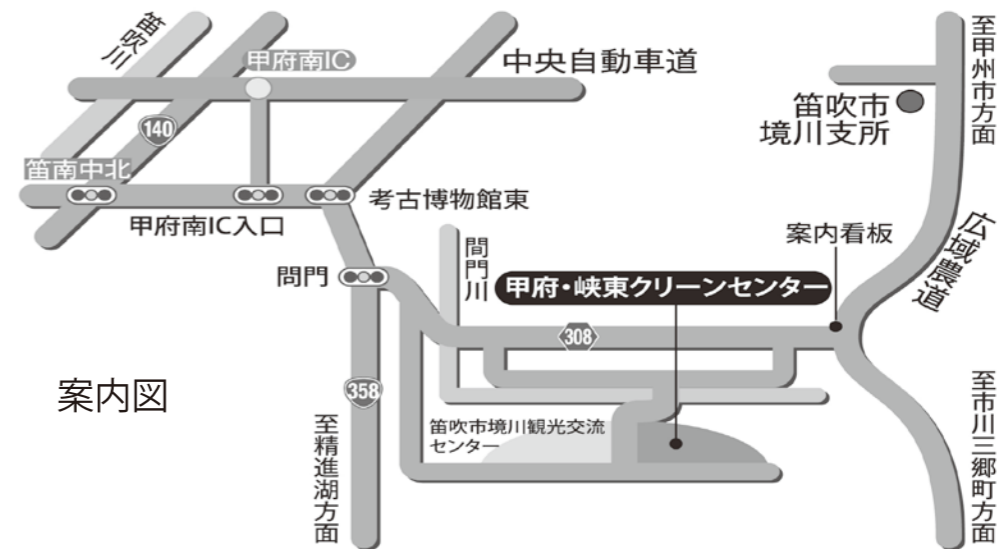 笛吹川
甲府南IC
中央自動車道
至甲州市方面
140
笛吹市
境川支所
笛南中北
甲府南IC入口
考古博物館東
広域農道
案内看板
間門川
問門
甲府・峡東クリーンセンター
308
案内図
358
至精進湖方面
笛吹市境川観光交流
センター
至市川三郷町方面